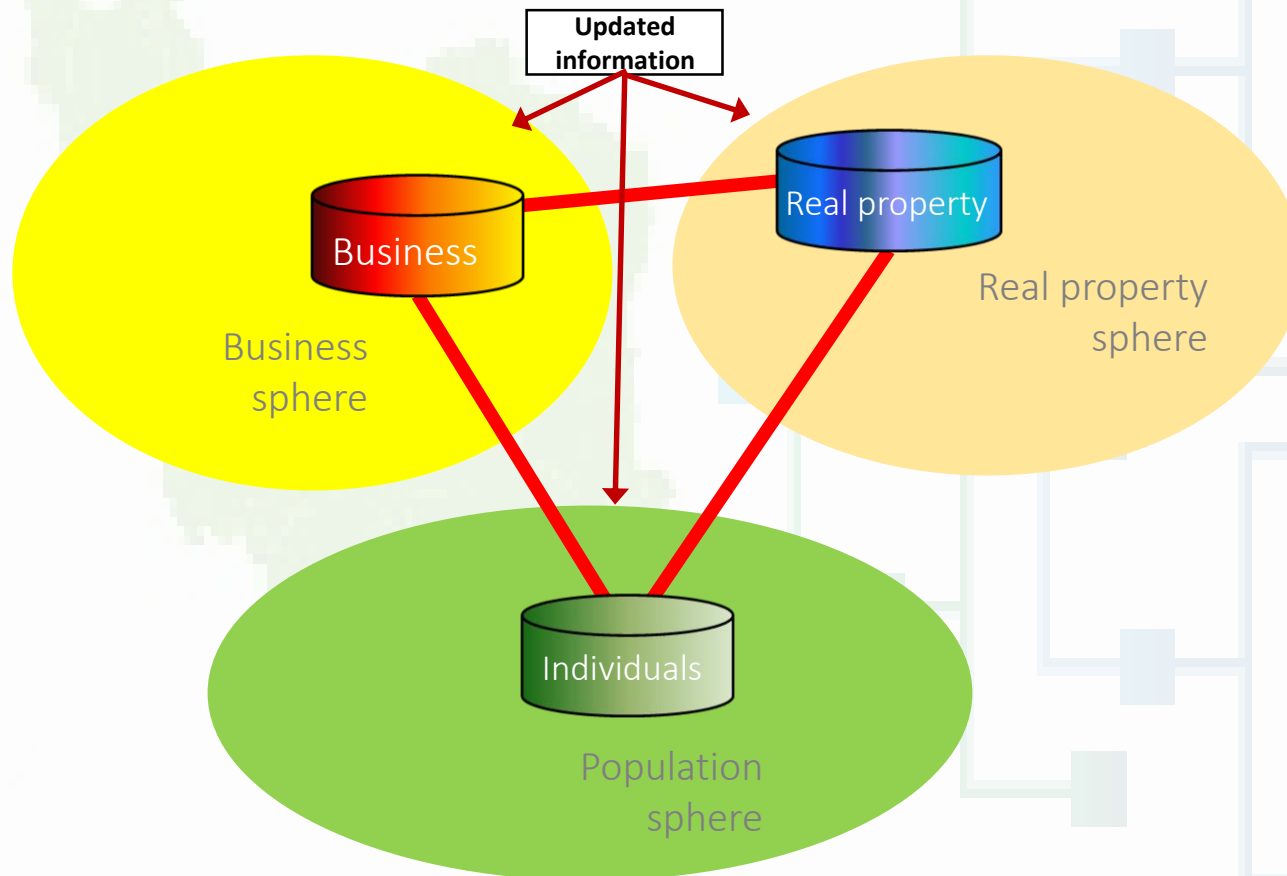 Updated
information
Business
Real property
Business
sphere
Real property
sphere
Individuals
Population
sphere